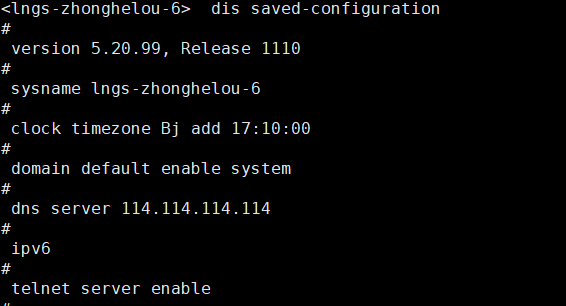 <lngs-zhonghelou-6>  dis saved-configuration
#
 version 5.20.99, Release 1110
#
 sysname lngs-zhonghelou-6
#
 clock timezone Bj add 17:10:00
#
 domain default enable system
#
 dns server 114.114.114.114
#
 ipv6
#
 telnet server enable
#